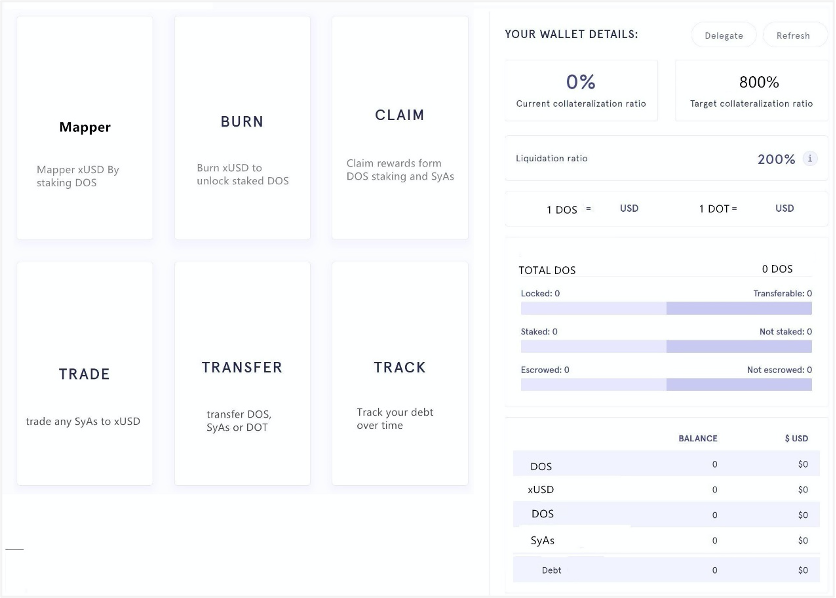 Mapper
Mapper xUSD By
staking DOS
BURN
Burn xUSD to
unlock staked DOS
CLAIM
Claim rewards form
DOS staking and SyAs
TRADE
trade any SyAs to xUSD
TRANSFER
transfer DOS,
SyAs or DOT
TRACK
Track your debt
over time
YOUR WALLET DETAILS:
Delegate
Refresh
0%
Current collateralization ratio
800%
Target collateralization ratio
Liquidation ratio
200% i
1 DOS = USD
1 DOT = USD
TOTAL DOS 0 DOS
Locked: 0 Transferable: 0
Staked: 0 Not staked: 0
Escrowed: 0 Not escrowed: 0
BALANCE $ USD
DOS 0 $0
xUSD 0 $0
DOS 0 $0
SyAs 0 $0
Debt 0 $0